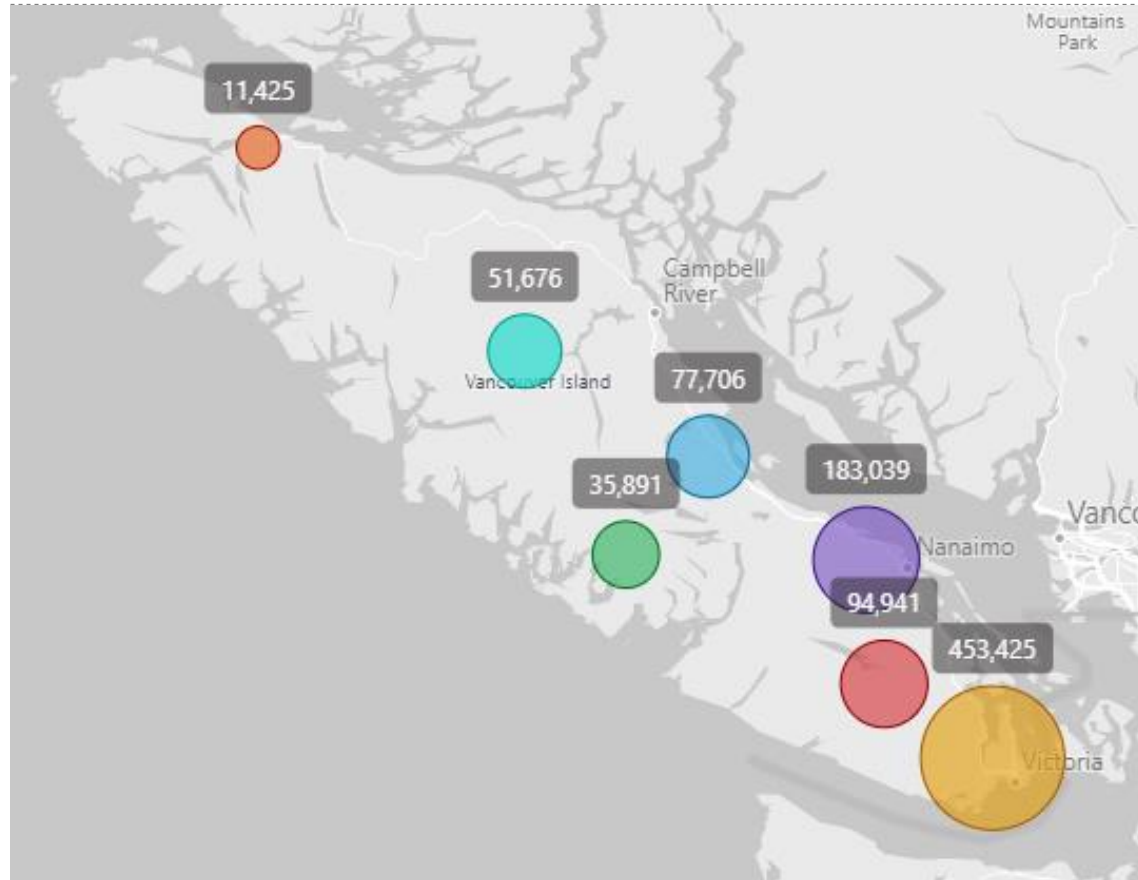 Mountains
Park
11,425
51,676
Campbell
River
Vancouver Island
77,706
35,891
183,039
Vanco
Nanaimo
94,941
453,425
Victoria